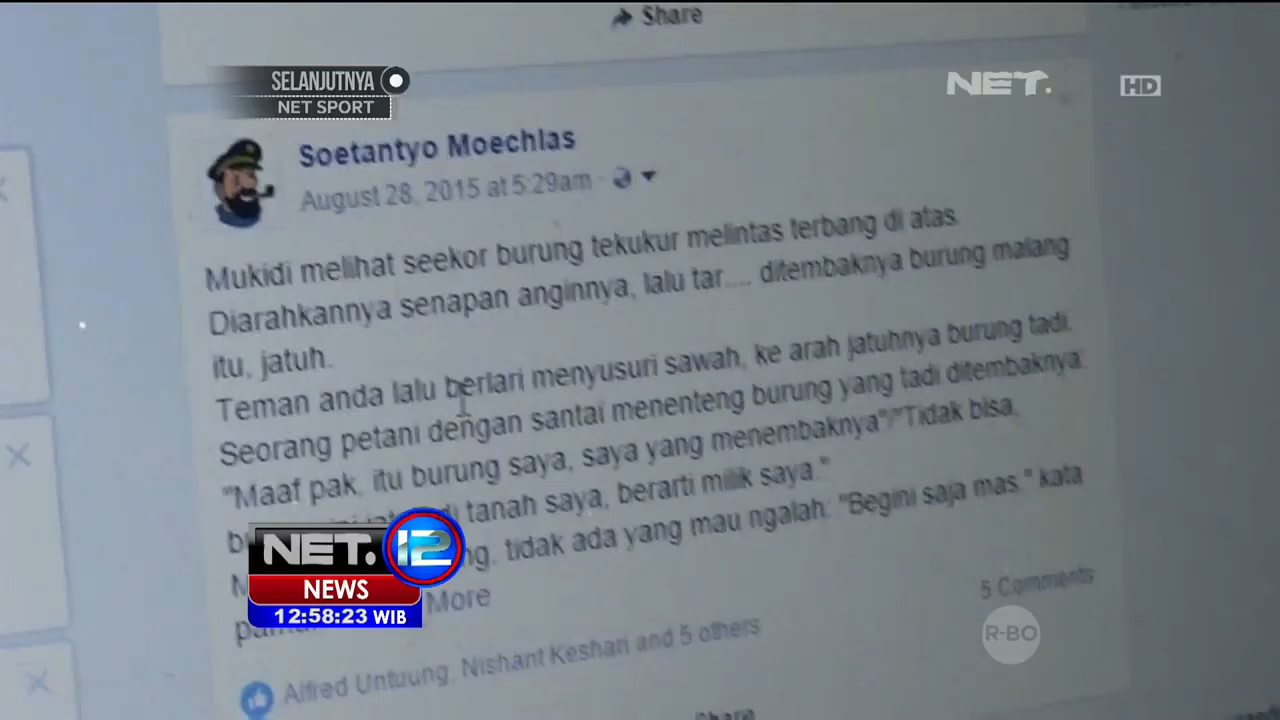 Share
SELANJUTNYA
NET SPORT
NET.
HD
Soetantyo Moechlas
August 28, 2015 at 5:29am
Mukidi melihat seekor burung tekukur melintas terbang di atas.
Diarahkannya senapan anginnya, lalu tar.... ditembaknya burung malang
itu, jatuh.
Teman anda lalu berlari menyusuri sawah, ke arah jatuhnya burung tadi.
Seorang petani dengan santai menenteng burung yang tadi ditembaknya.
"Maaf pak, itu burung saya, saya yang menembaknya"/"Tidak bisa,
di tanah saya, berarti milik saya."
tidak ada yang mau ngalah. "Begini saja mas," kata
More
5 Comments
Alfred Untuung, Nishant Keshari and 5 others
Share
NET. 12
NEWS
12:58:23 WIB
R-BO